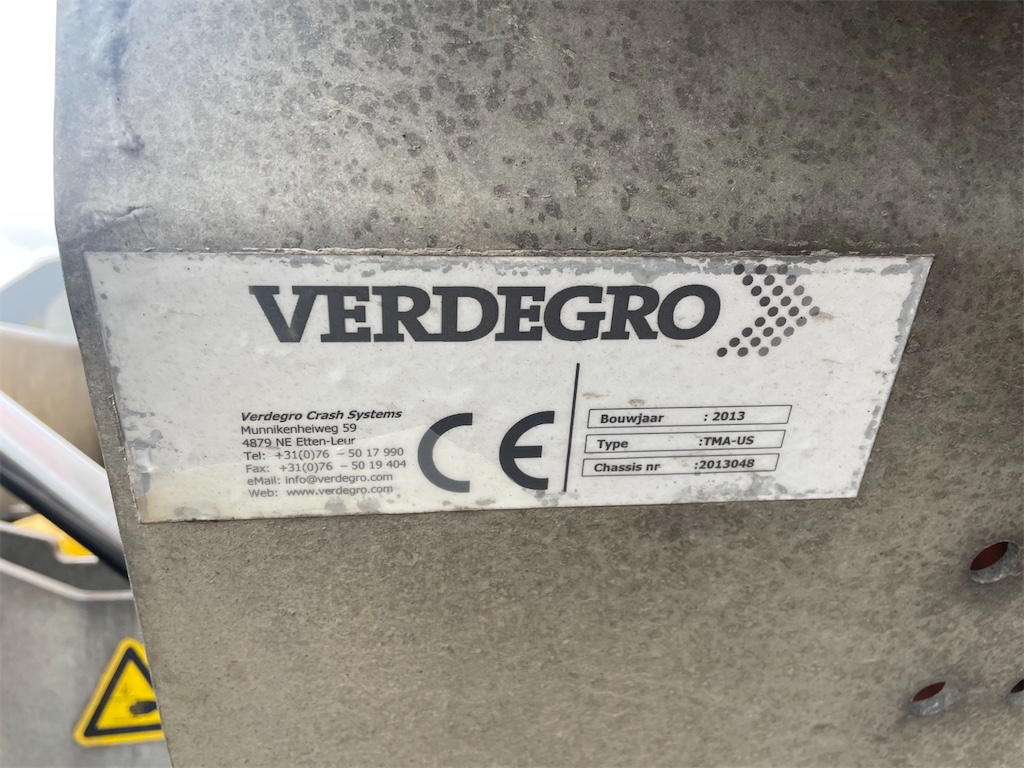 VERDEGRO
Verdegro Crash Systems
Munnikenheiweg 59
4879 NE Etten-Leur
Tel: +31(0)76 – 50 17 990
Fax: +31(0)76 – 50 19 404
eMail: info@verdegro.com
Web: www.verdegro.com
CE
Bouwjaar : 2013
Type :TMA-US
Chassis nr :2013048